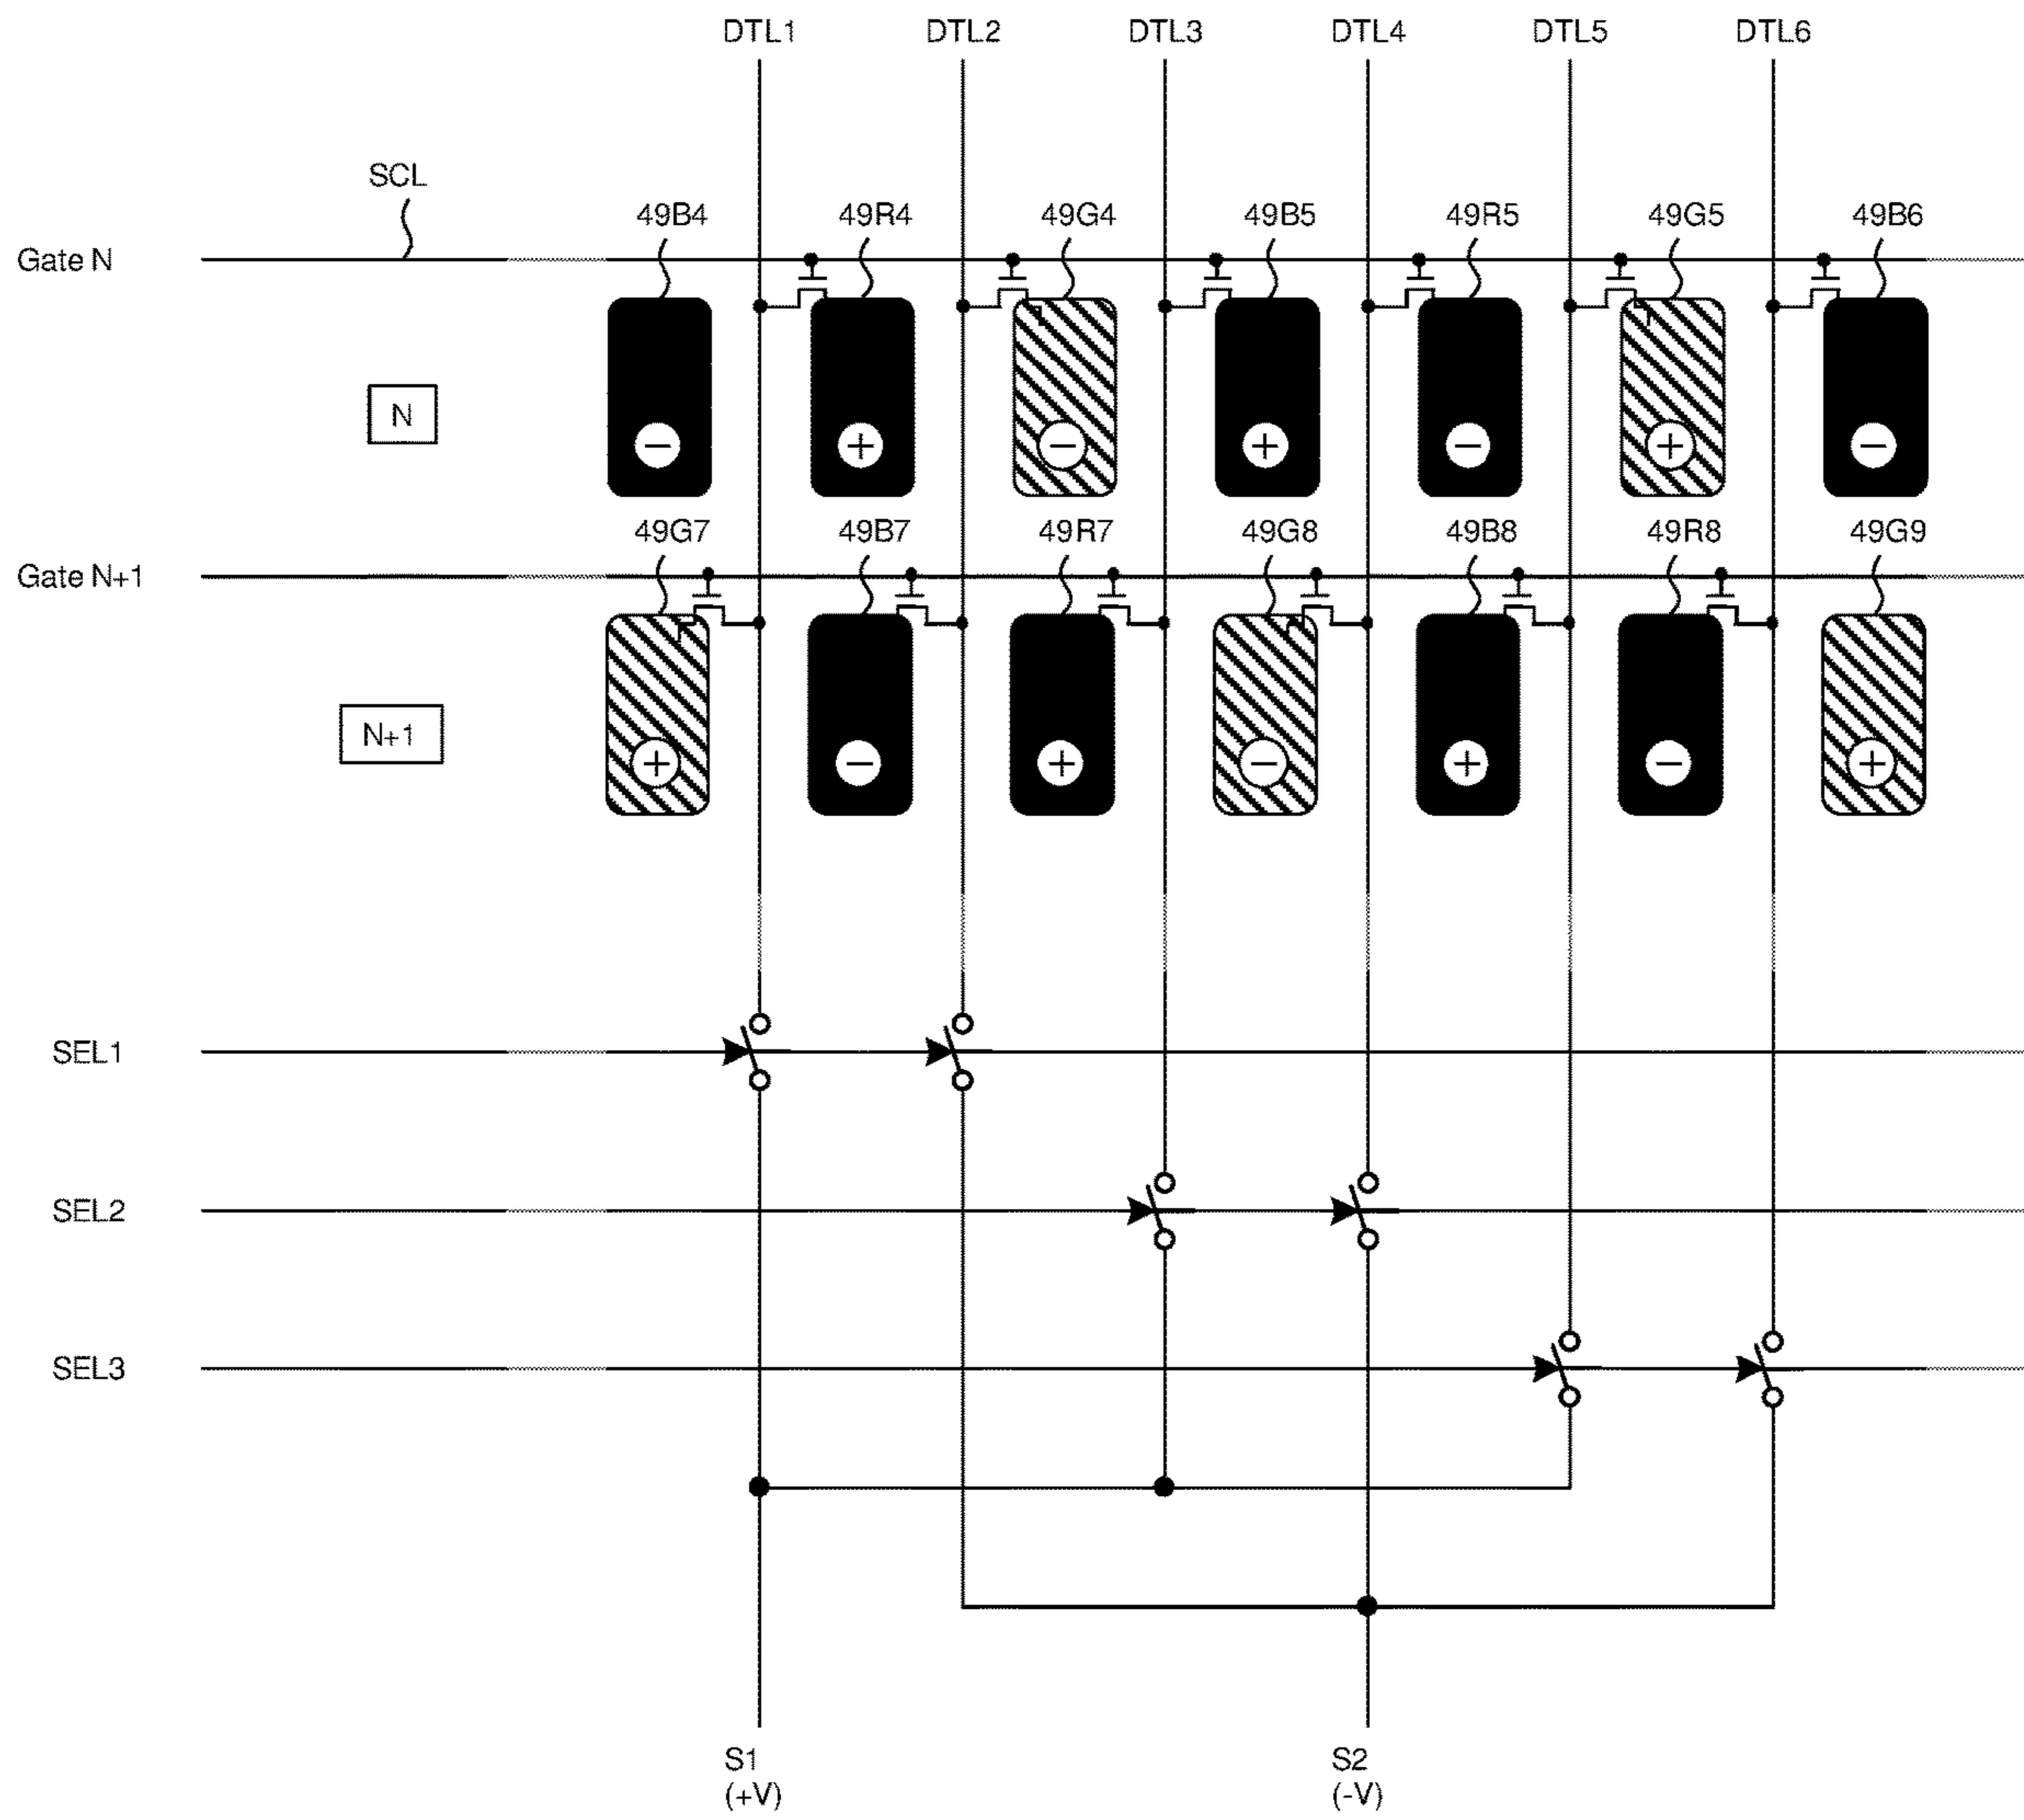 DTL1 DTL2 DTL3 DTL4 DTL5 DTL6
SCL
49B4 49R4 49G4 49B5 49R5 49G5 49B6
Gate N
N
− + − + − + −
49G7 49B7 49R7 49G8 49B8 49R8 49G9
Gate N+1
N+1
+ − + − + − +
SEL1
SEL2
SEL3
S1 S2
(+V) (-V)